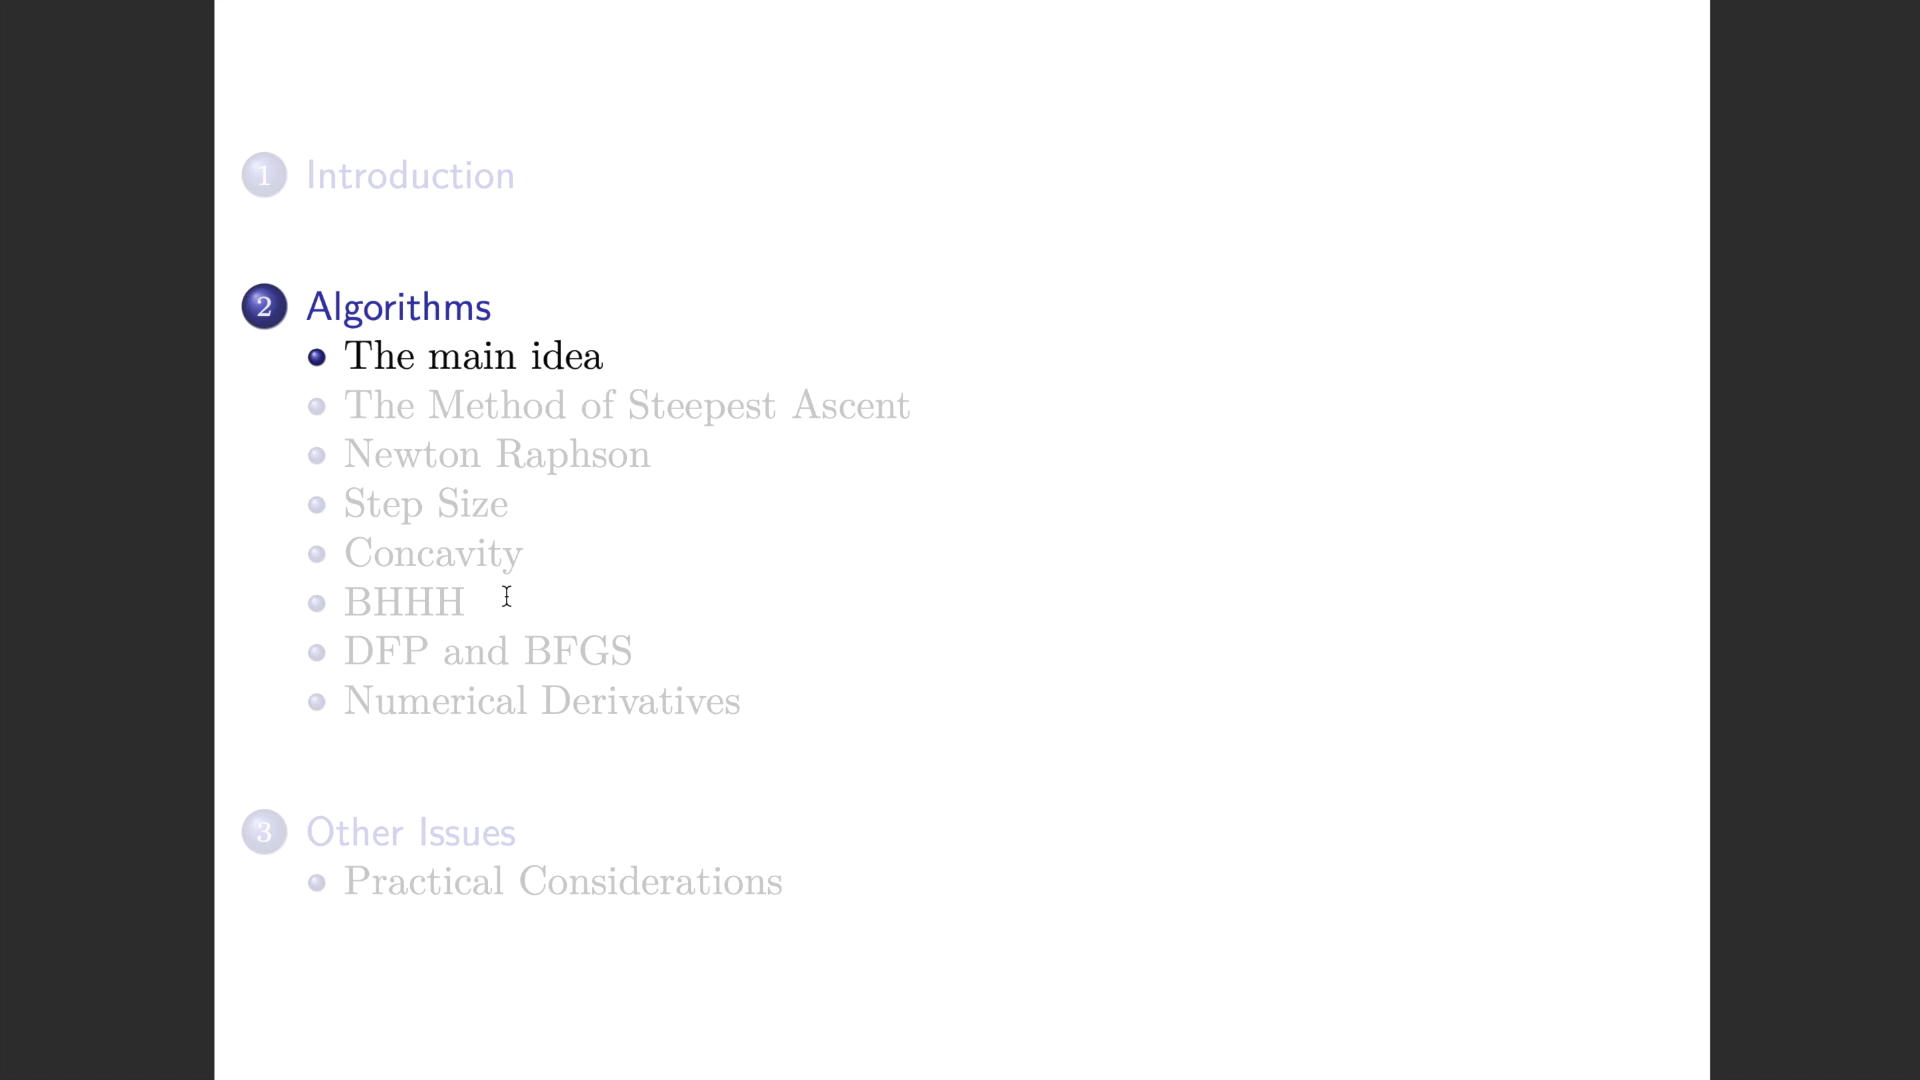 1 Introduction
2 Algorithms
The main idea
The Method of Steepest Ascent
Newton Raphson
Step Size
Concavity
BHHH
DFP and BFGS
Numerical Derivatives
3 Other Issues
Practical Considerations